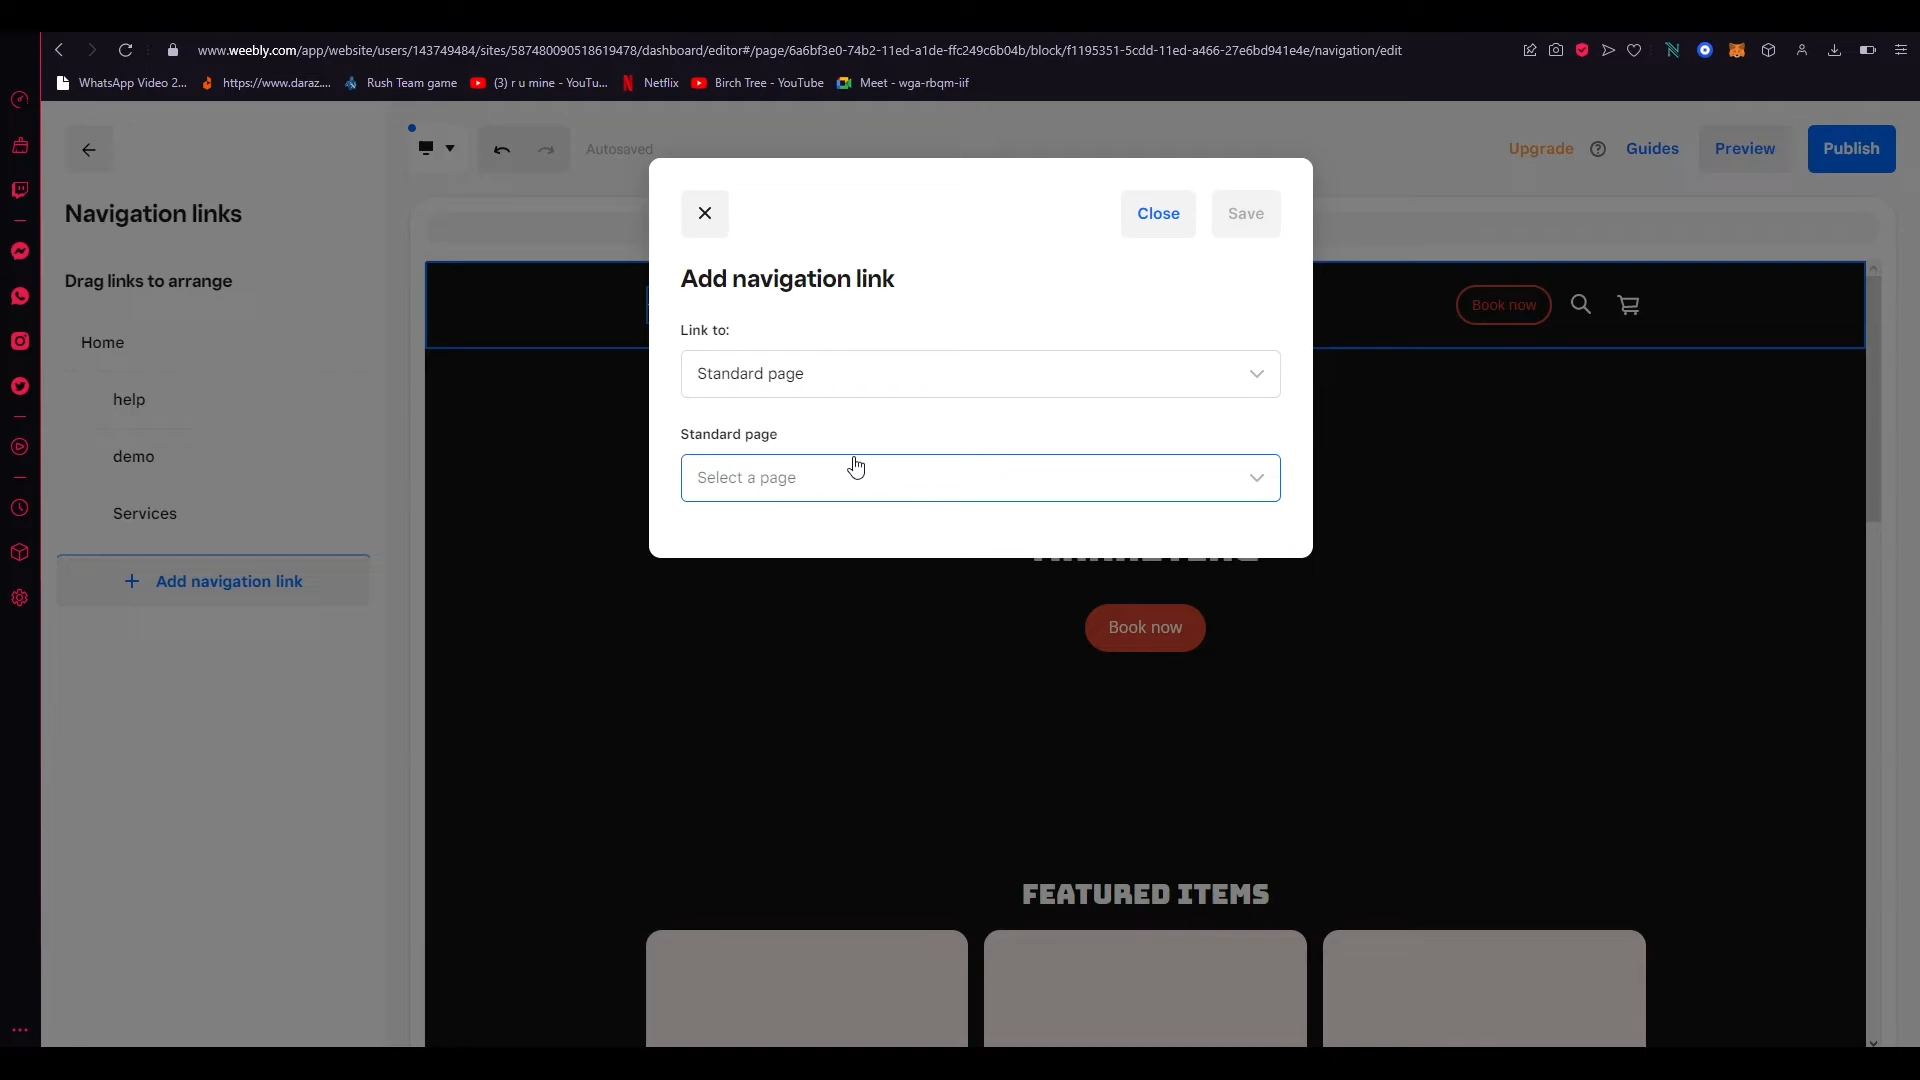 www.weebly.com/app/website/users/143749484/sites/587480090518619478/dashboard/editor#/page/6a6bf3e0-74b2-11ed-a1de-ffc249c6b04b/block/f1195351-5cdd-11ed-a466-27e6bd941e4e/navigation/edit
WhatsApp Video 2... https://www.daraz.... Rush Team game (3) r u mine - YouTu... Netflix Birch Tree - YouTube Meet - wga-rbqm-iif
Autosaved
Upgrade Guides Preview Publish
Navigation links
Drag links to arrange
Home
help
demo
Services
+ Add navigation link
Close Save
Add navigation link
Link to:
Standard page
Standard page
Select a page
Book now
Book now
FEATURED ITEMS